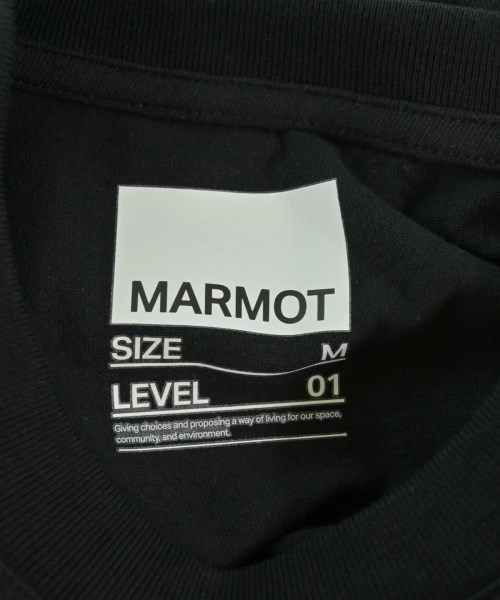 MARMOT
SIZE M
LEVEL 01
Giving choices and proposing a way of living for our space,
community, and environment.